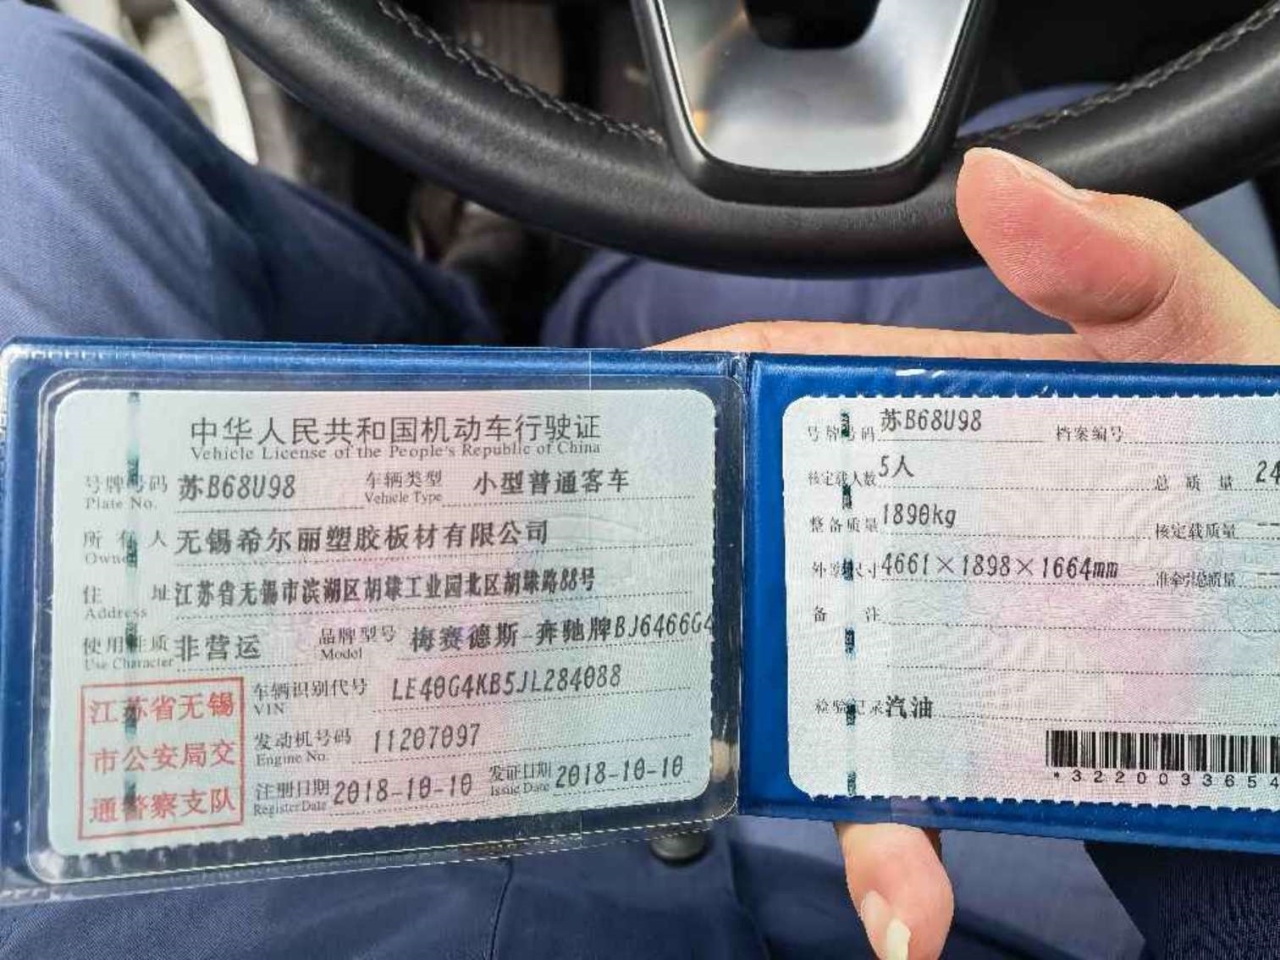 中华人民共和国机动车行驶证
Vehicle License of the People's Republic of China
号牌号码 苏B68U98 车辆类型 小型普通客车
Plate No. Vehicle Type
所有人 无锡希尔丽塑胶板材有限公司
Owner
住址 江苏省无锡市滨湖区胡埭工业园北区胡埭路88号
Address
使用性质 非营运 品牌型号 梅赛德斯-奔驰牌BJ6466G4
Use Character Model
江苏省无锡
市公安局交
通警察支队
车辆识别代号 LE40G4KB5JL284088
VIN
发动机号码 11207097
Engine No.
注册日期 2018-10-10 发证日期 2018-10-10
Register Date Issue Date
号牌号码 苏B68U98 档案编号
核定载人数 5人 总质量 24
整备质量 1890kg 核定载质量 --
外廓尺寸 4661×1898×1664mm 准牵引总质量 --
备注
检验记录 汽油
*3220033654